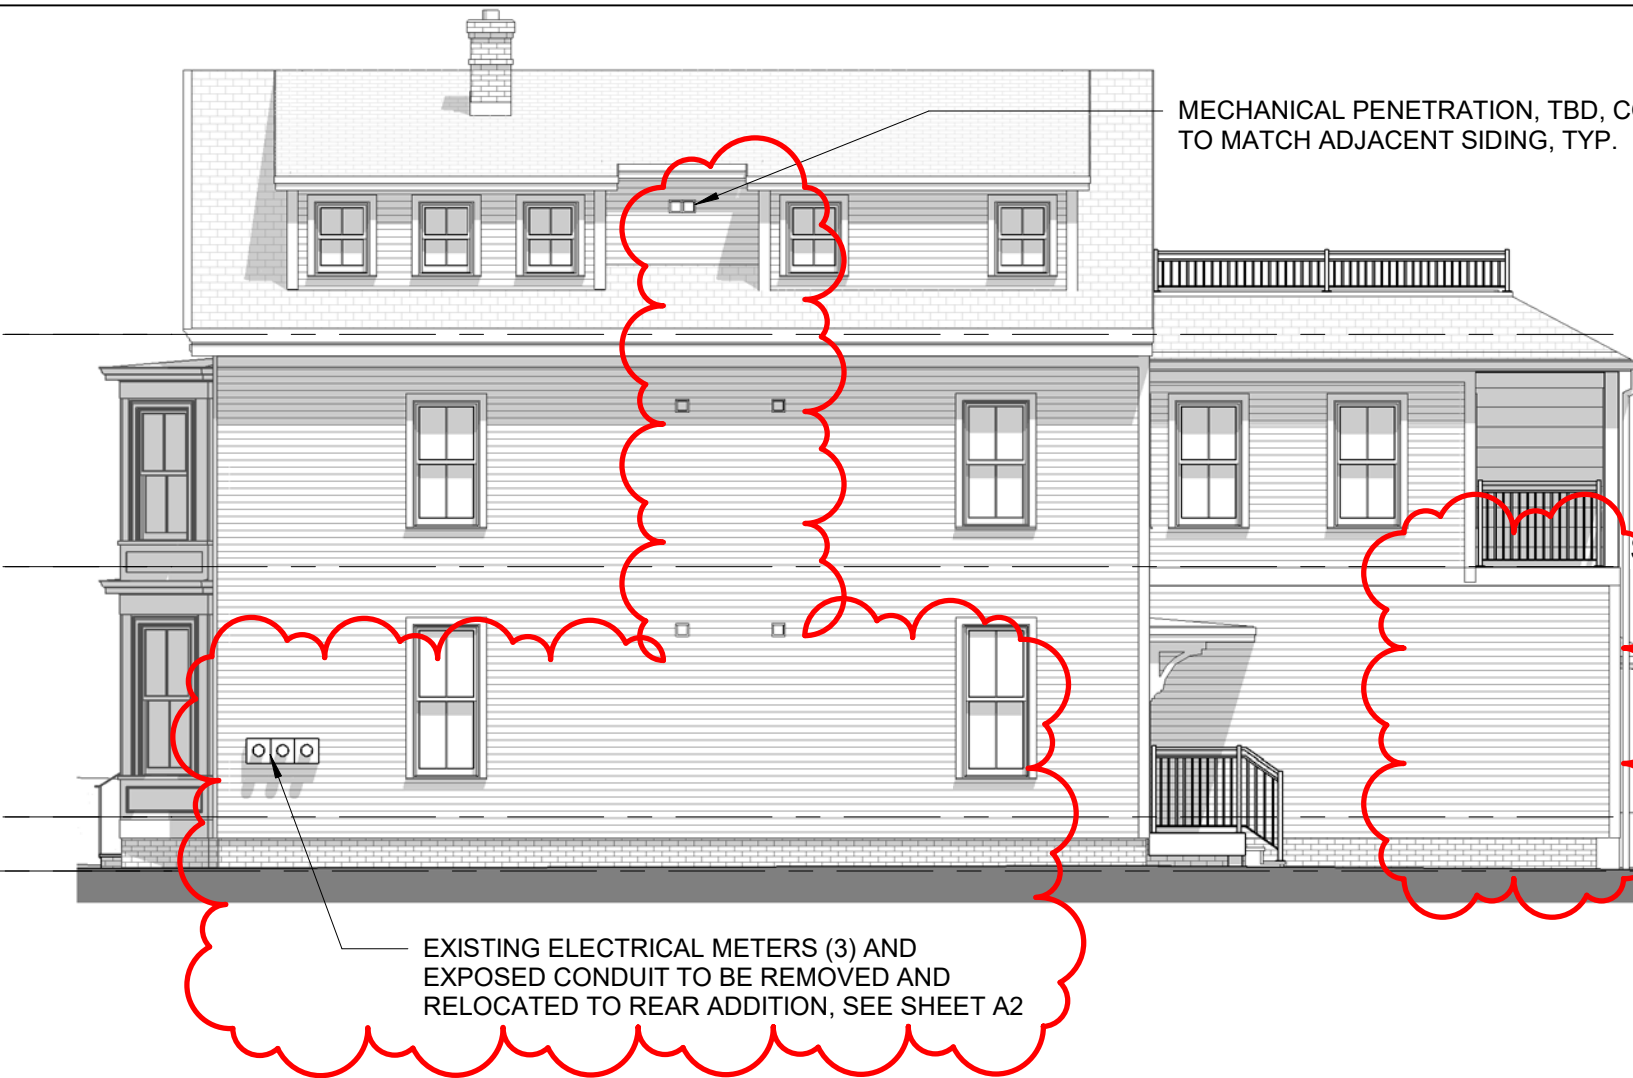 MECHANICAL PENETRATION, TBD,
TO MATCH ADJACENT SIDING, TYP.
EXISTING ELECTRICAL METERS (3) AND
EXPOSED CONDUIT TO BE REMOVED AND
RELOCATED TO REAR ADDITION, SEE SHEET A2